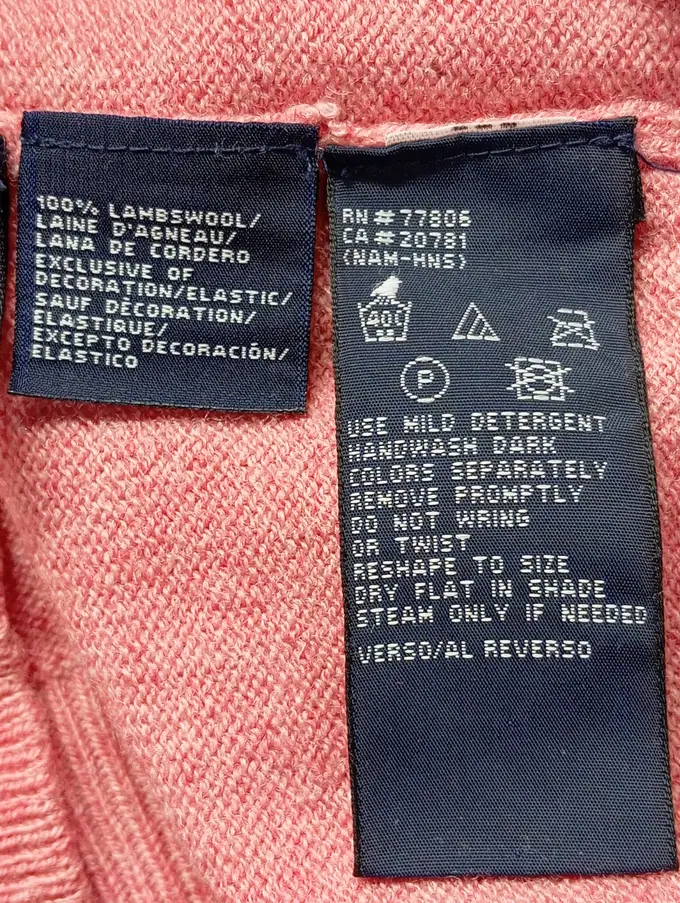 100% LAMBSWOOL/
LAINE D'AGNEAU/
LANA DE CORDERO
EXCLUSIVE OF
DECORATION/ELASTIC/
SAUF DÉCORATION/
ELASTIQUE/
EXCEPTO DECORACIÓN/
ELASTICO
RN#77806
CA#20781
(NAM-HNS)
40C
P
USE MILD DETERGENT
HANDWASH DARK
COLORS SEPARATELY
REMOVE PROMPTLY
DO NOT WRING
OR TWIST
RESHAPE TO SIZE
DRY FLAT IN SHADE
STEAM ONLY IF NEEDED
VERSO/AL REVERSO